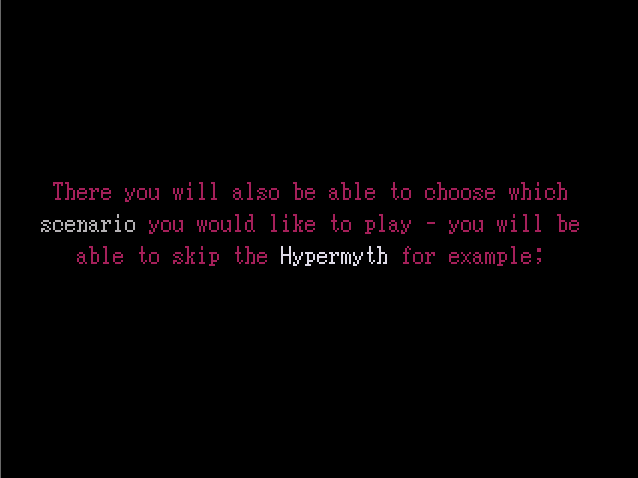 There you will also be able to choose which
scenario you would like to play - you will be
able to skip the Hypermyth for example;